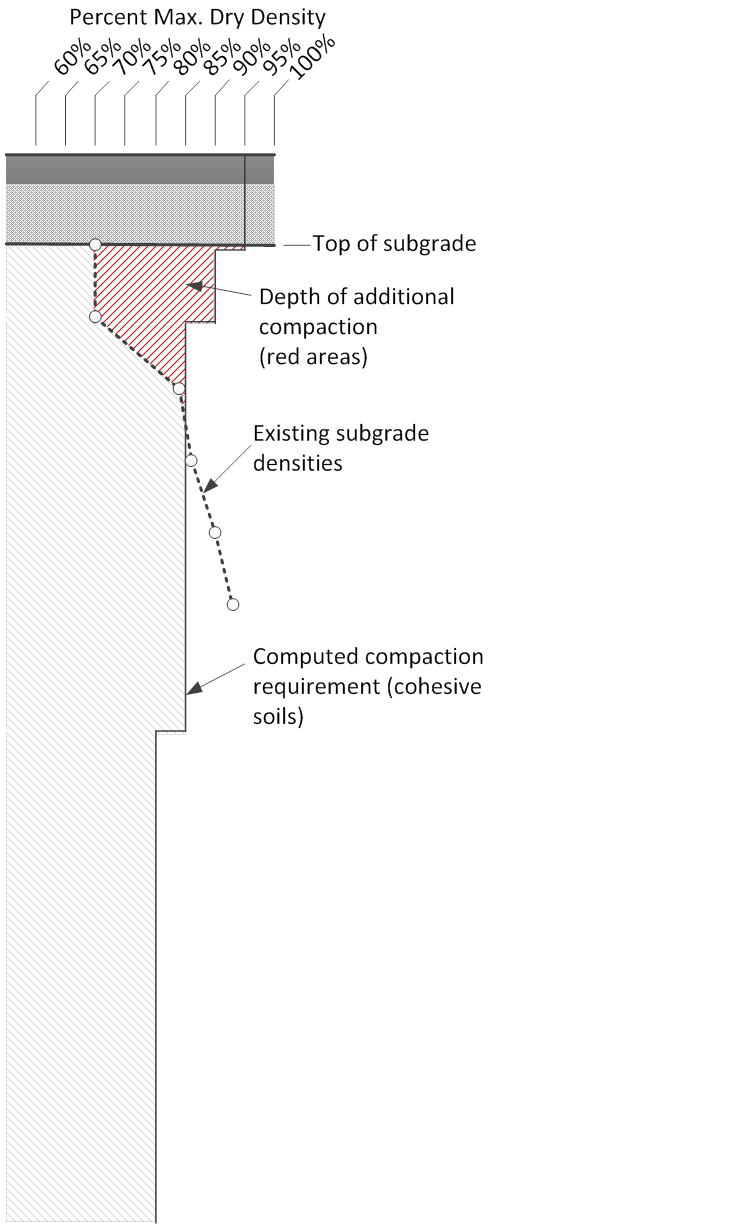 Percent Max. Dry Density
60%
65%
70%
75%
80%
85%
90%
95%
100%
Top of subgrade
Depth of additional
compaction
(red areas)
Existing subgrade
densities
Computed compaction
requirement (cohesive
soils)